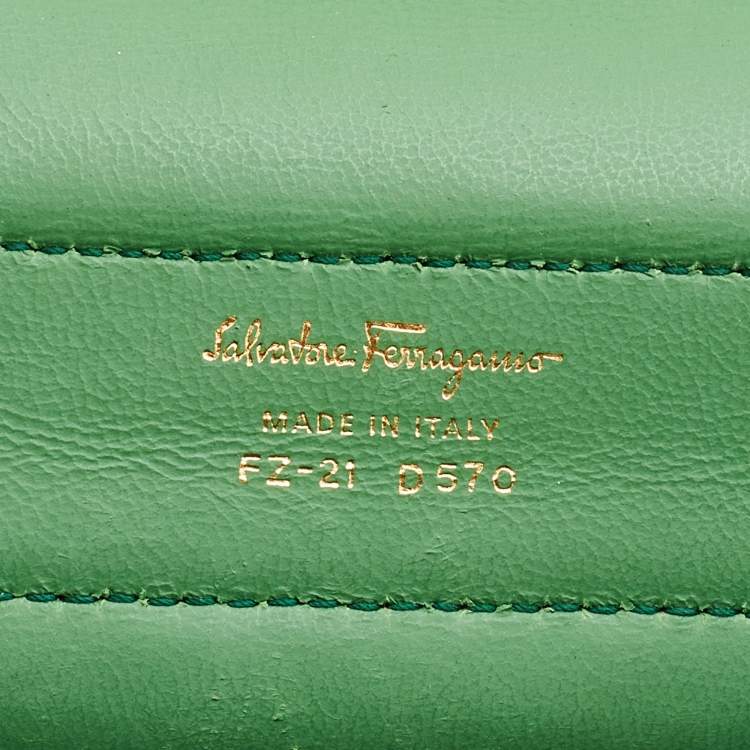 Salvatore Ferragamo
MADE IN ITALY
FZ-21 D570